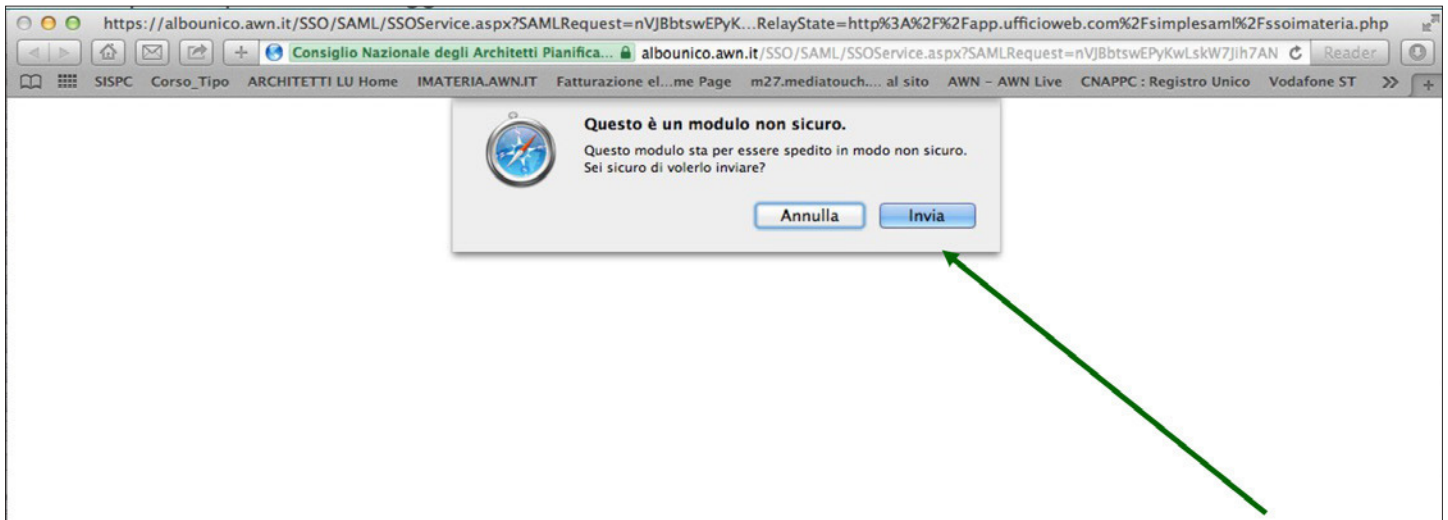 https://albounico.awn.it/SSO/SAML/SSOService.aspx?SAMLRequest=nVJBbtswEPyK...RelayState=http%3A%2F%2Fapp.ufficioweb.com%2Fsimplesaml%2Fssoimateria.php
Consiglio Nazionale degli Architetti Pianifica... albounico.awn.it/SSO/SAML/SSOService.aspx?SAMLRequest=nVJBbtswEPyKwLskW7Jih7AN Reader
SISPC Corso_Tipo ARCHITETTI LU Home IMATERIA.AWN.IT Fatturazione el...me Page m27.mediatouch.... al sito AWN – AWN Live CNAPPC : Registro Unico Vodafone ST >>
Questo è un modulo non sicuro.
Questo modulo sta per essere spedito in modo non sicuro.
Sei sicuro di volerlo inviare?
Annulla Invia